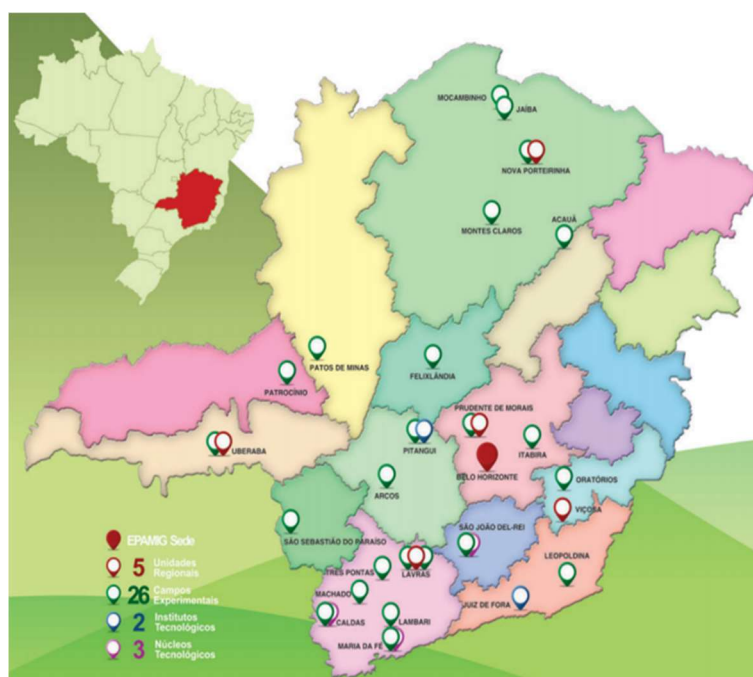 MOCAMBINHO
JAÍBA
NOVA PORTEIRINHA
MONTES CLAROS
ACAUÃ
PATOS DE MINAS
FELIXLÂNDIA
PATROCÍNIO
PRUDENTE DE MORAIS
UBERABA
PITANGUI
ITABIRA
BELO HORIZONTE
ARCOS
ORATÓRIOS
VIÇOSA
SÃO JOÃO DEL-REI
SÃO SEBASTIÃO DO PARAÍSO
LEOPOLDINA
TRÊS PONTAS
LAVRAS
MACHADO
JUIZ DE FORA
CALDAS
LAMBARI
MARIA DA FÉ
EPAMIG Sede
5 Unidades
Regionais
26 Campos
Experimentais
2 Institutos
Tecnológicos
3 Núcleos
Tecnológicos